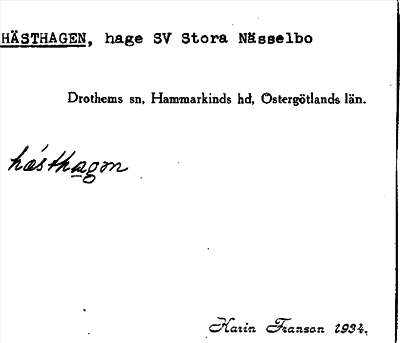 HÄSTHAGEN, hage SV Stora Nässelbo
Drothems sn, Hammarkinds hd, Östergötlands län.
hästhagen
Karin Franson 1934.